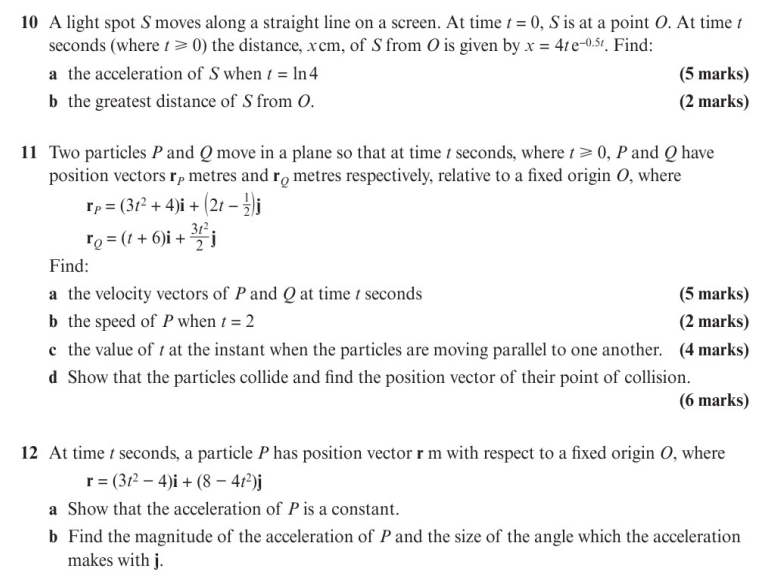 10 A light spot S moves along a straight line on a screen. At time t = 0, S is at a point O. At time t
seconds (where t ⩾ 0) the distance, x cm, of S from O is given by x = 4te^(−0.5t). Find:
a the acceleration of S when t = ln 4 (5 marks)
b the greatest distance of S from O. (2 marks)
11 Two particles P and Q move in a plane so that at time t seconds, where t ⩾ 0, P and Q have
position vectors r_P metres and r_Q metres respectively, relative to a fixed origin O, where
r_P = (3t² + 4)i + (2t − 1/2)j
r_Q = (t + 6)i + 3t²/2 j
Find:
a the velocity vectors of P and Q at time t seconds (5 marks)
b the speed of P when t = 2 (2 marks)
c the value of t at the instant when the particles are moving parallel to one another. (4 marks)
d Show that the particles collide and find the position vector of their point of collision.
(6 marks)
12 At time t seconds, a particle P has position vector r m with respect to a fixed origin O, where
r = (3t² − 4)i + (8 − 4t²)j
a Show that the acceleration of P is a constant.
b Find the magnitude of the acceleration of P and the size of the angle which the acceleration
makes with j.